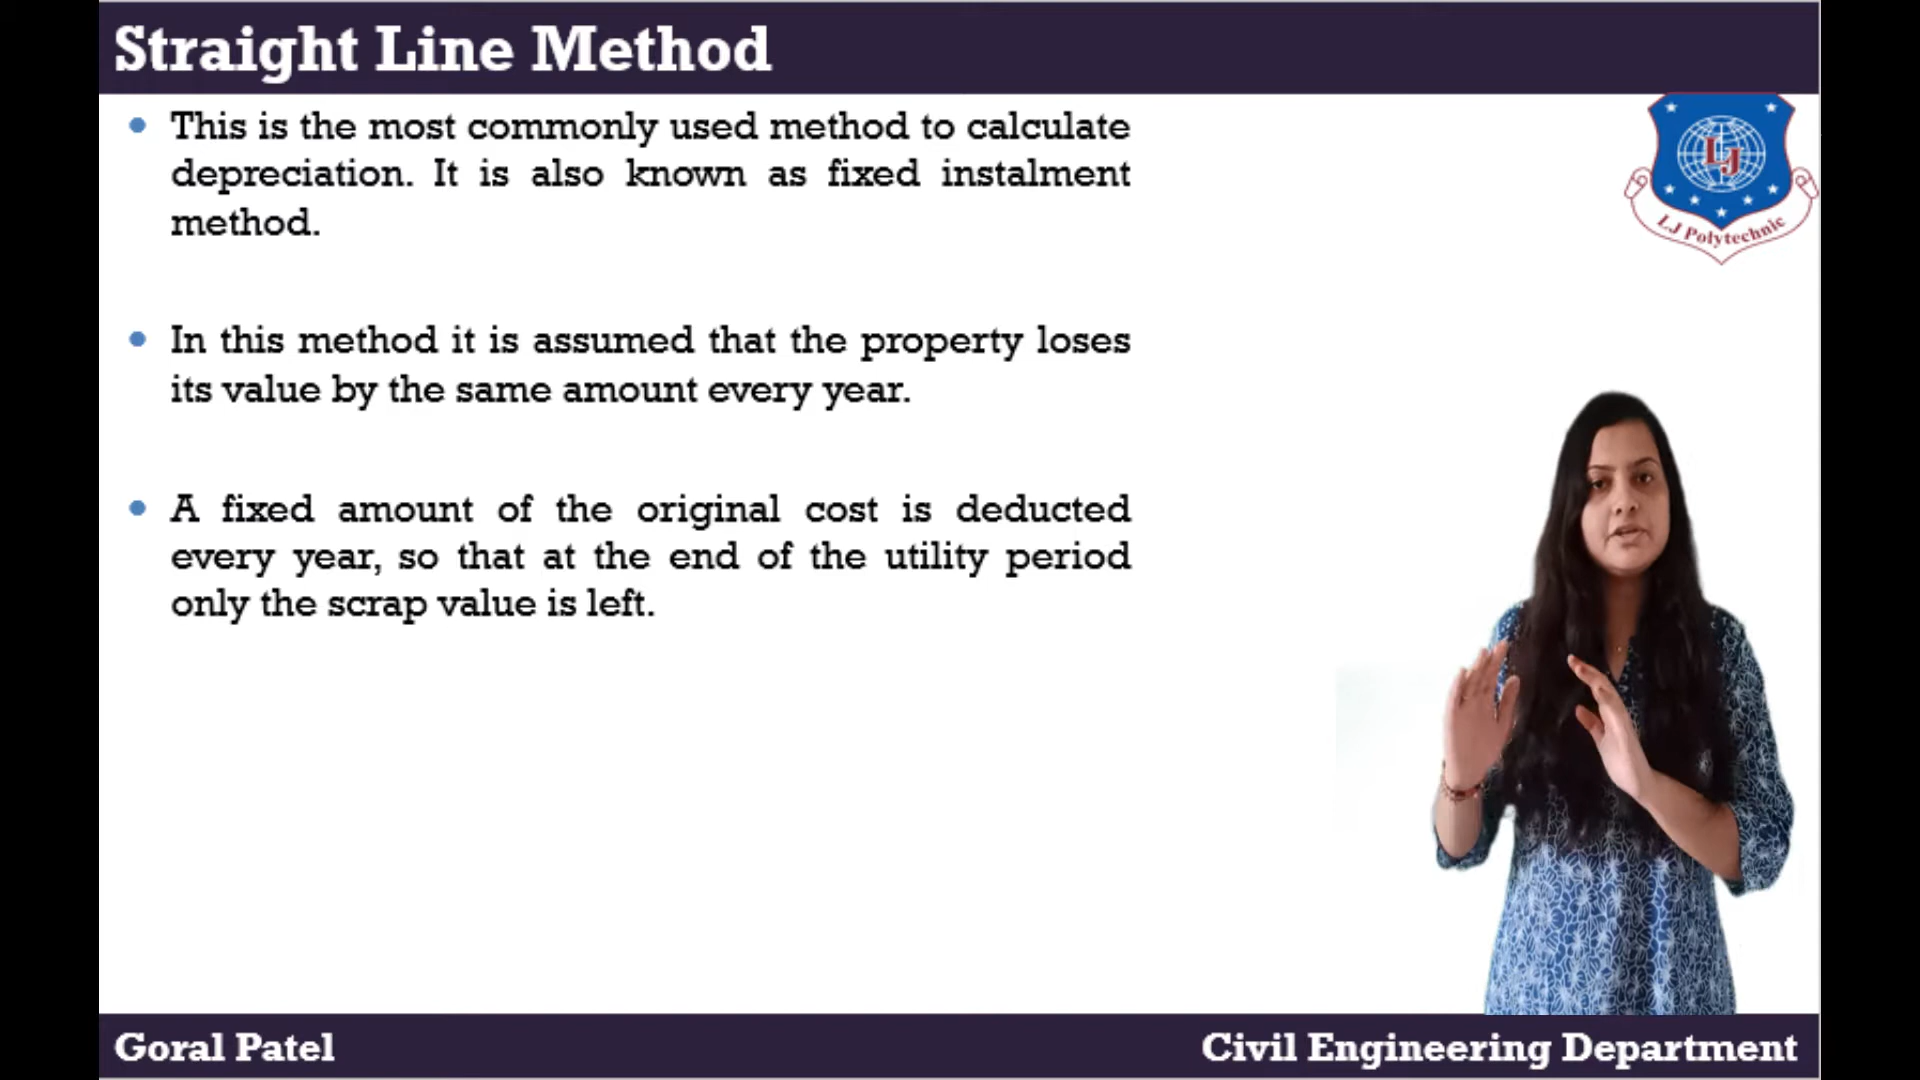 Straight Line Method
This is the most commonly used method to calculate
depreciation. It is also known as fixed instalment
method.
In this method it is assumed that the property loses
its value by the same amount every year.
A fixed amount of the original cost is deducted
every year, so that at the end of the utility period
only the scrap value is left.
LJ
LJ Polytechnic
Goral Patel
Civil Engineering Department